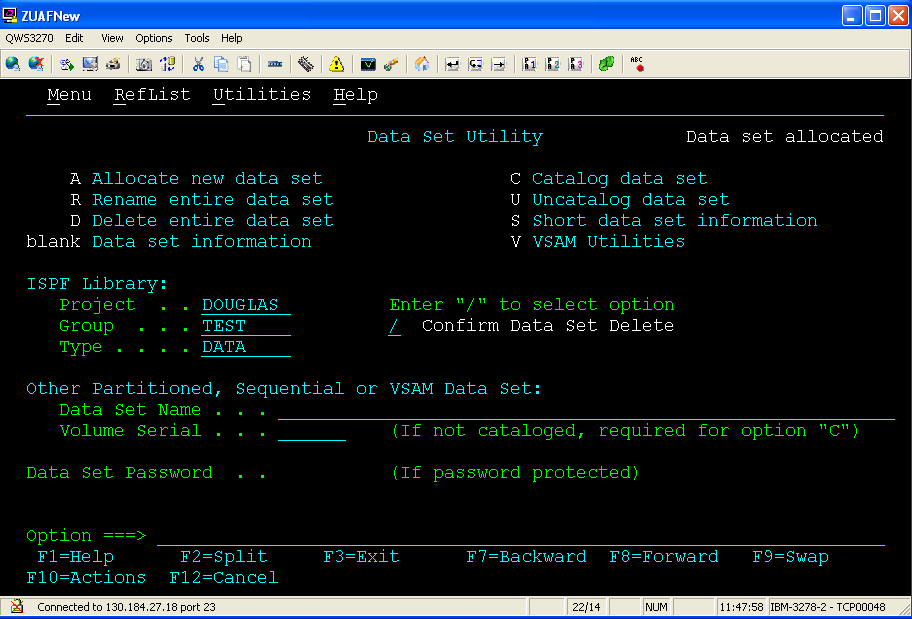 ZUAFNew
QWS3270 Edit View Options Tools Help
ABC
Menu RefList Utilities Help
Data Set Utility Data set allocated
A Allocate new data set C Catalog data set
R Rename entire data set U Uncatalog data set
D Delete entire data set S Short data set information
blank Data set information V VSAM Utilities
ISPF Library:
Project . . DOUGLAS Enter "/" to select option
Group . . . TEST / Confirm Data Set Delete
Type . . . . DATA
Other Partitioned, Sequential or VSAM Data Set:
Data Set Name . . .
Volume Serial . . . (If not cataloged, required for option "C")
Data Set Password . . (If password protected)
Option ===>
F1=Help F2=Split F3=Exit F7=Backward F8=Forward F9=Swap
F10=Actions F12=Cancel
Connected to 130.184.27.18 port 23 22/14 NUM 11:47:58 IBM-3278-2 - TCP00048